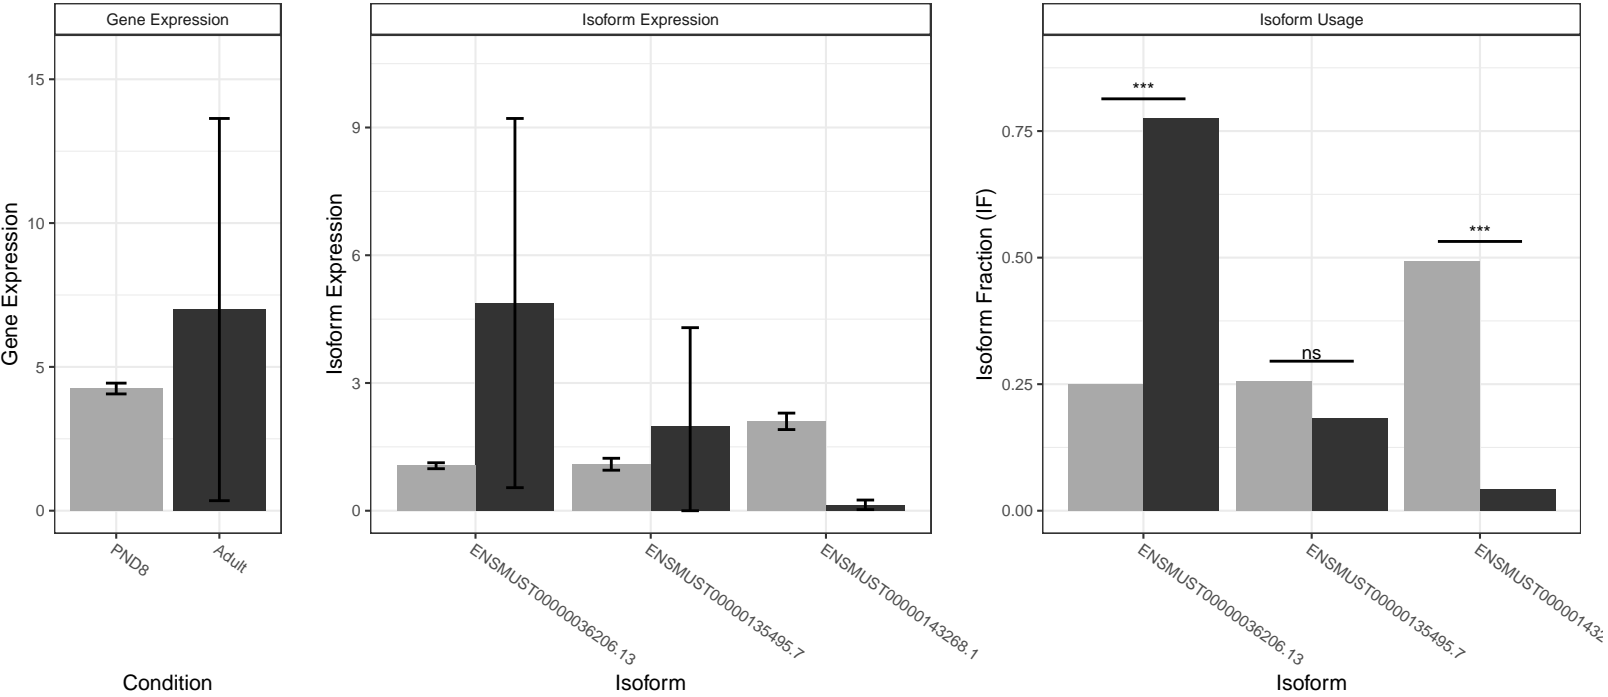 Gene Expression
Isoform Expression
Isoform Usage
Gene Expression
15
10
5
0
PND8
Adult
Condition
Isoform Expression
9
6
3
0
ENSMUST00000036206.13
ENSMUST00000135495.7
ENSMUST00000143268.1
Isoform
Isoform Fraction (IF)
0.75
0.50
0.25
0.00
***
ns
***
ENSMUST00000036206.13
ENSMUST00000135495.7
ENSMUST000001432
Isoform